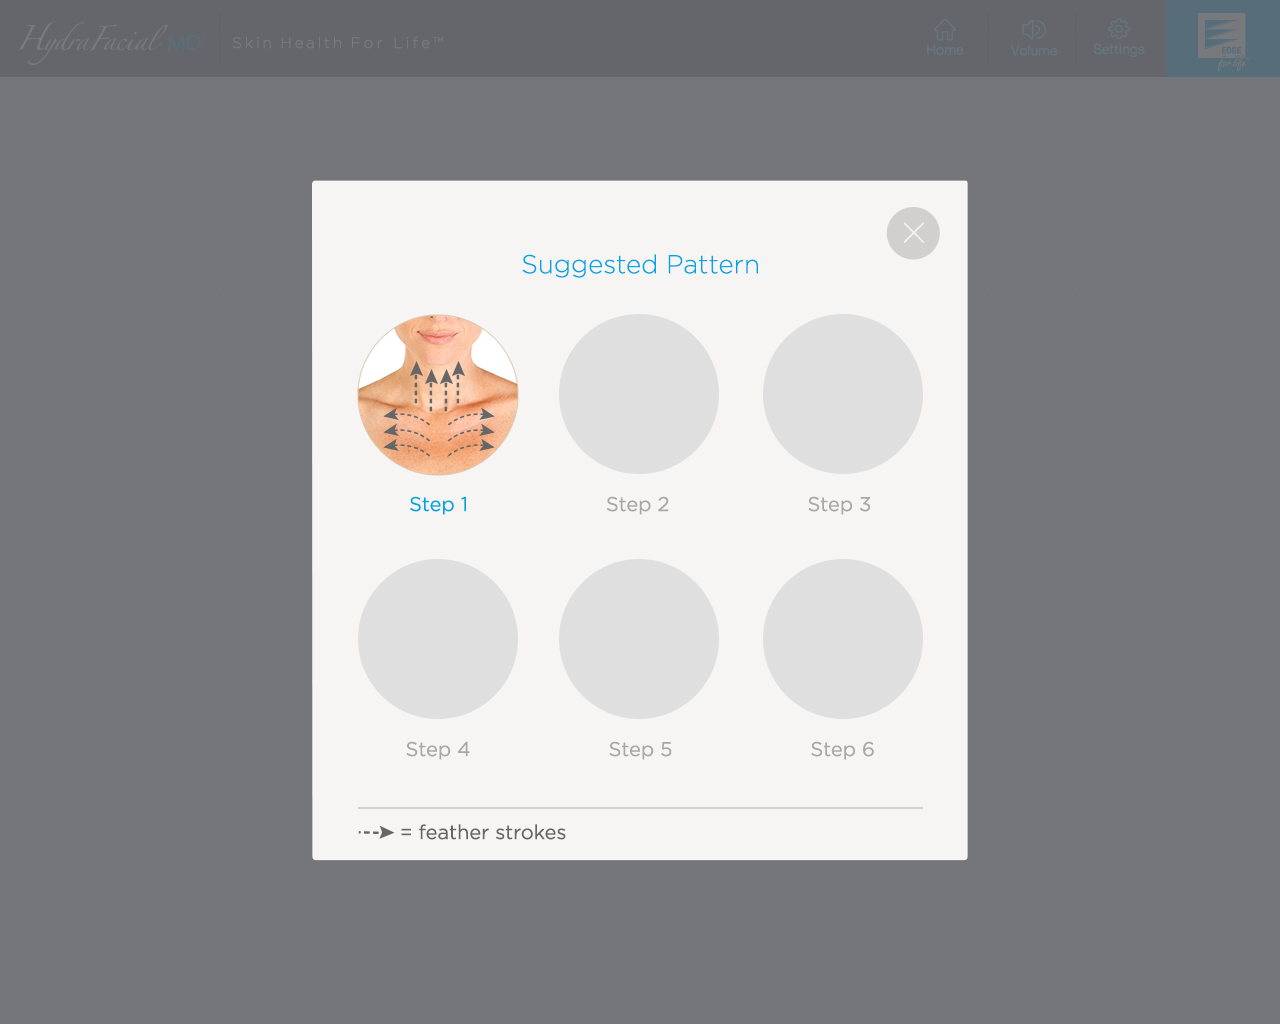 HydraFacial MD
Skin Health For Life™
Home
Volume
Settings
EDGE
for life
Suggested Pattern
Step 1
Step 2
Step 3
Step 4
Step 5
Step 6
= feather strokes